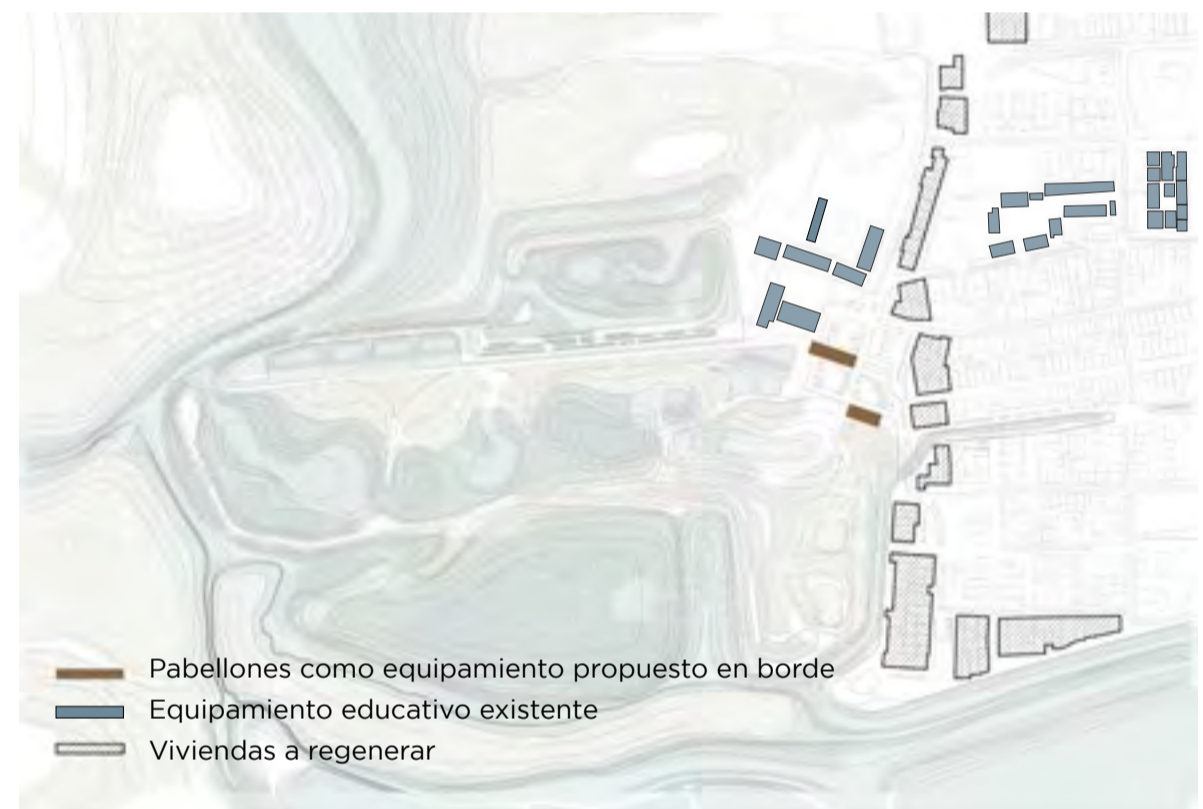 Pabellones como equipamiento propuesto en borde
Equipamiento educativo existente
Viviendas a regenerar